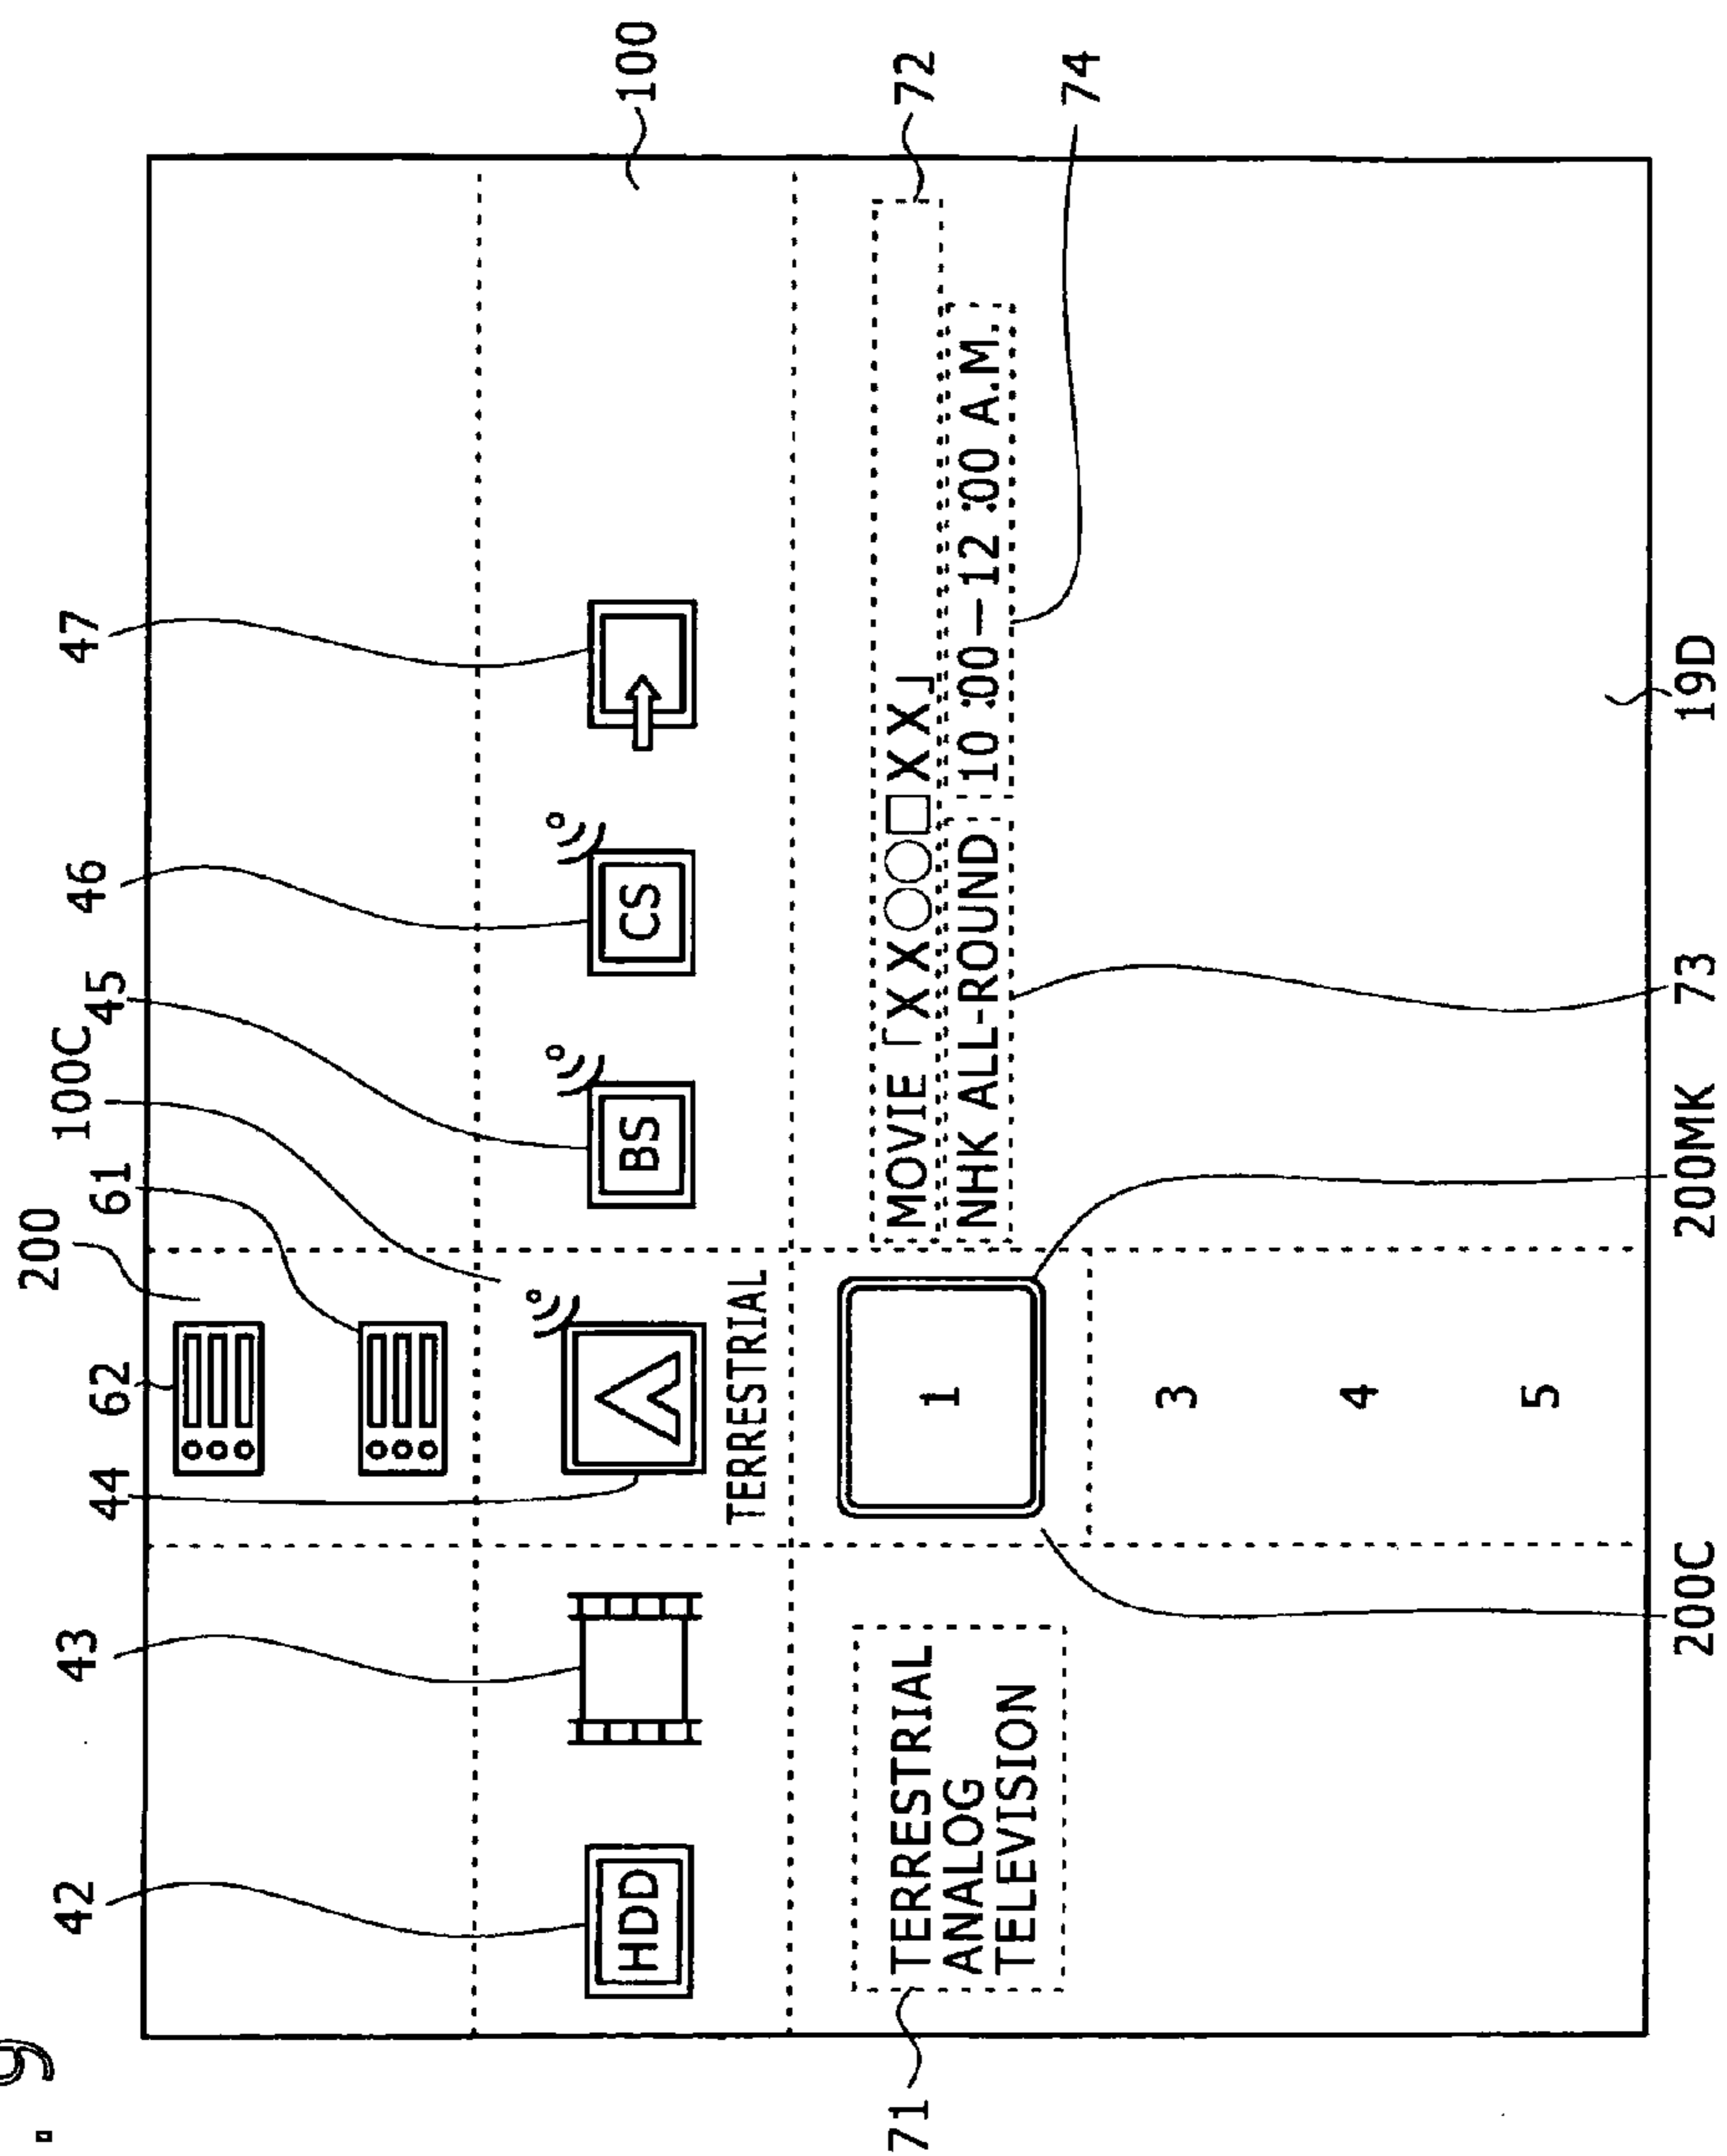 . 9
200
42
43
44
62
61
100C
45
46
47
100
HDD
BS
CS
TERRESTRIAL
71
TERRESTRIAL
ANALOG
TELEVISION
1
MOVIE「XX○○□XX」
72
NHK ALL-ROUND
10:00—12:00 A.M.
74
3
4
5
200C
200MK
73
19D